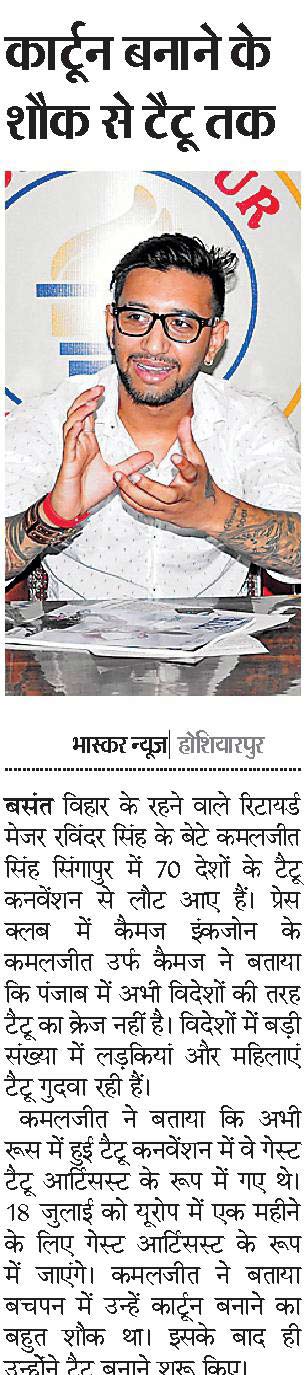 कार्टून बनाने के
शौक से टैटू तक
PUR
भास्कर न्यूज | होशियारपुर
बसंत विहार के रहने वाले रिटायर्ड
मेजर रविंदर सिंह के बेटे कमलजीत
सिंह सिंगापुर में 70 देशों के टैटू
कनवेंशन से लौट आए हैं। प्रेस
क्लब में कैमज इंकजोन के
कमलजीत उर्फ कैमज ने बताया
कि पंजाब में अभी विदेशों की तरह
टैटू का क्रेज नहीं है। विदेशों में बड़ी
संख्या में लड़कियां और महिलाएं
टैटू गुदवा रही हैं।
कमलजीत ने बताया कि अभी
रूस में हुई टैटू कनवेंशन में वे गेस्ट
टैटू आर्टिसस्ट के रूप में गए थे।
18 जुलाई को यूरोप में एक महीने
के लिए गेस्ट आर्टिसस्ट के रूप
में जाएंगे। कमलजीत ने बताया
बचपन में उन्हें कार्टून बनाने का
बहुत शौक था। इसके बाद ही
उन्होंने टैटू बनाने शुरू किए।